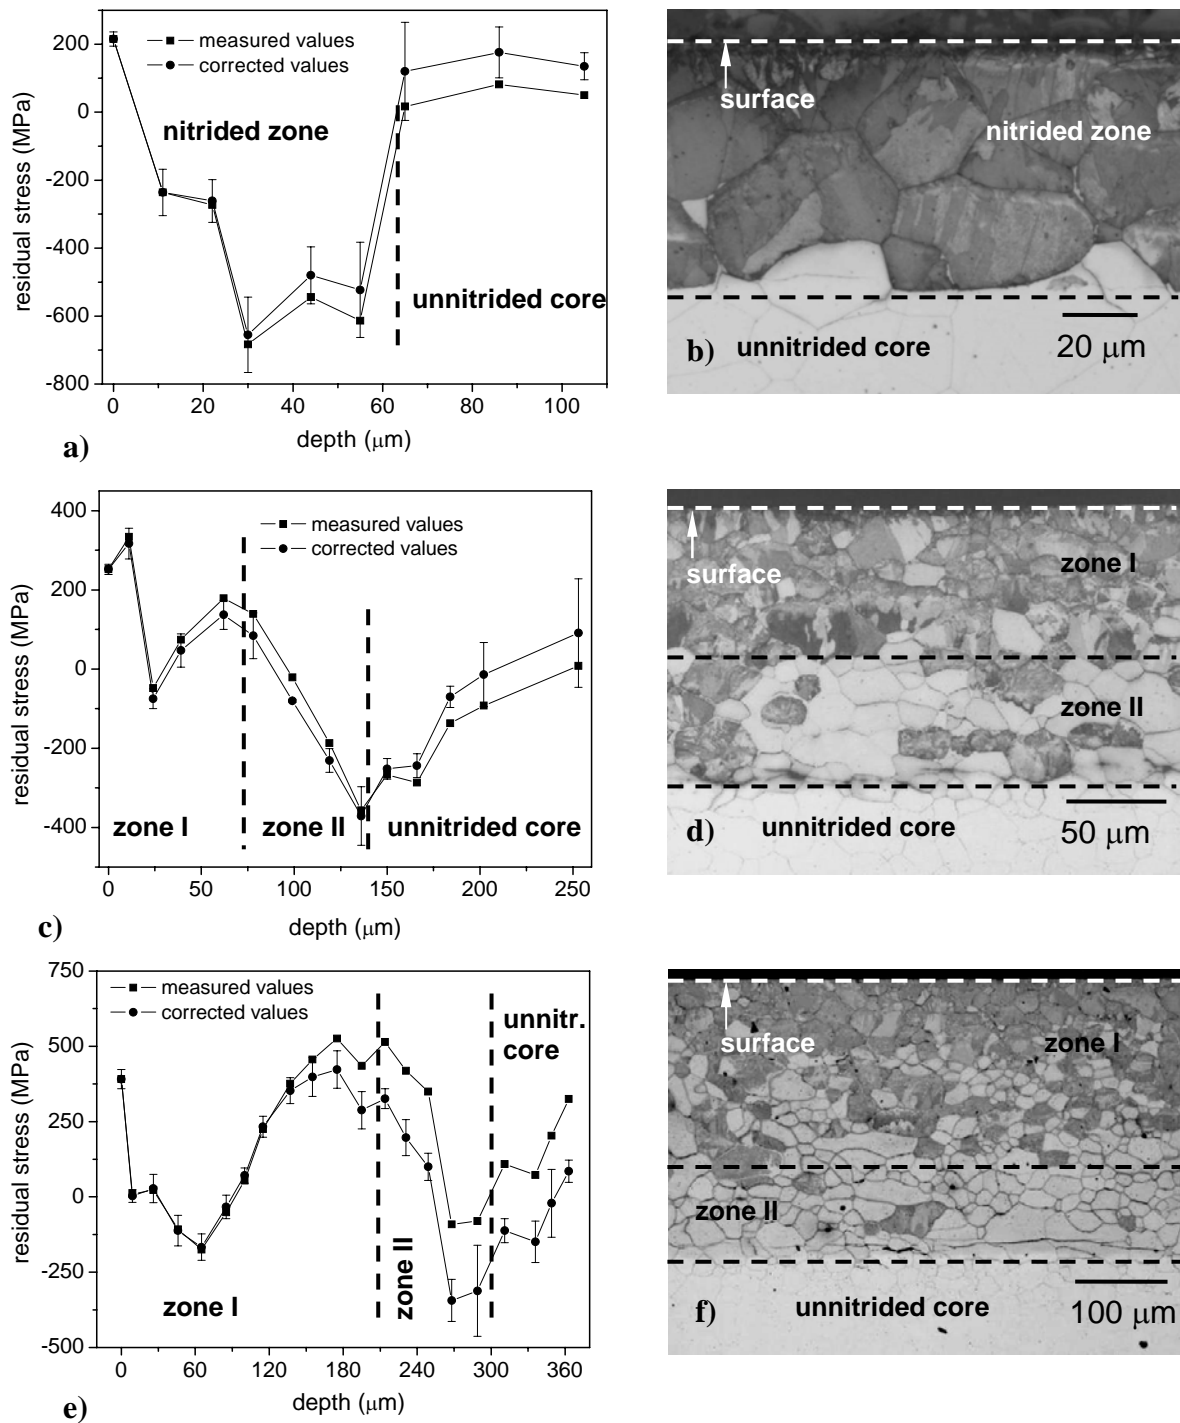 measured values
corrected values
residual stress (MPa)
200
0
-200
-400
-600
-800
nitrided zone
unnitrided core
0 20 40 60 80 100
depth (μm)
a)
surface
nitrided zone
b) unnitrided core
20 μm
measured values
corrected values
residual stress (MPa)
400
200
0
-200
-400
zone I zone II unnitrided core
0 50 100 150 200 250
depth (μm)
c)
surface
zone I
zone II
unnitrided core
d)
50 μm
measured values
corrected values
residual stress (MPa)
750
500
250
0
-250
-500
unnitr.
core
zone I
zone II
0 60 120 180 240 300 360
depth (μm)
e)
surface
zone I
zone II
unnitrided core
f)
100 μm